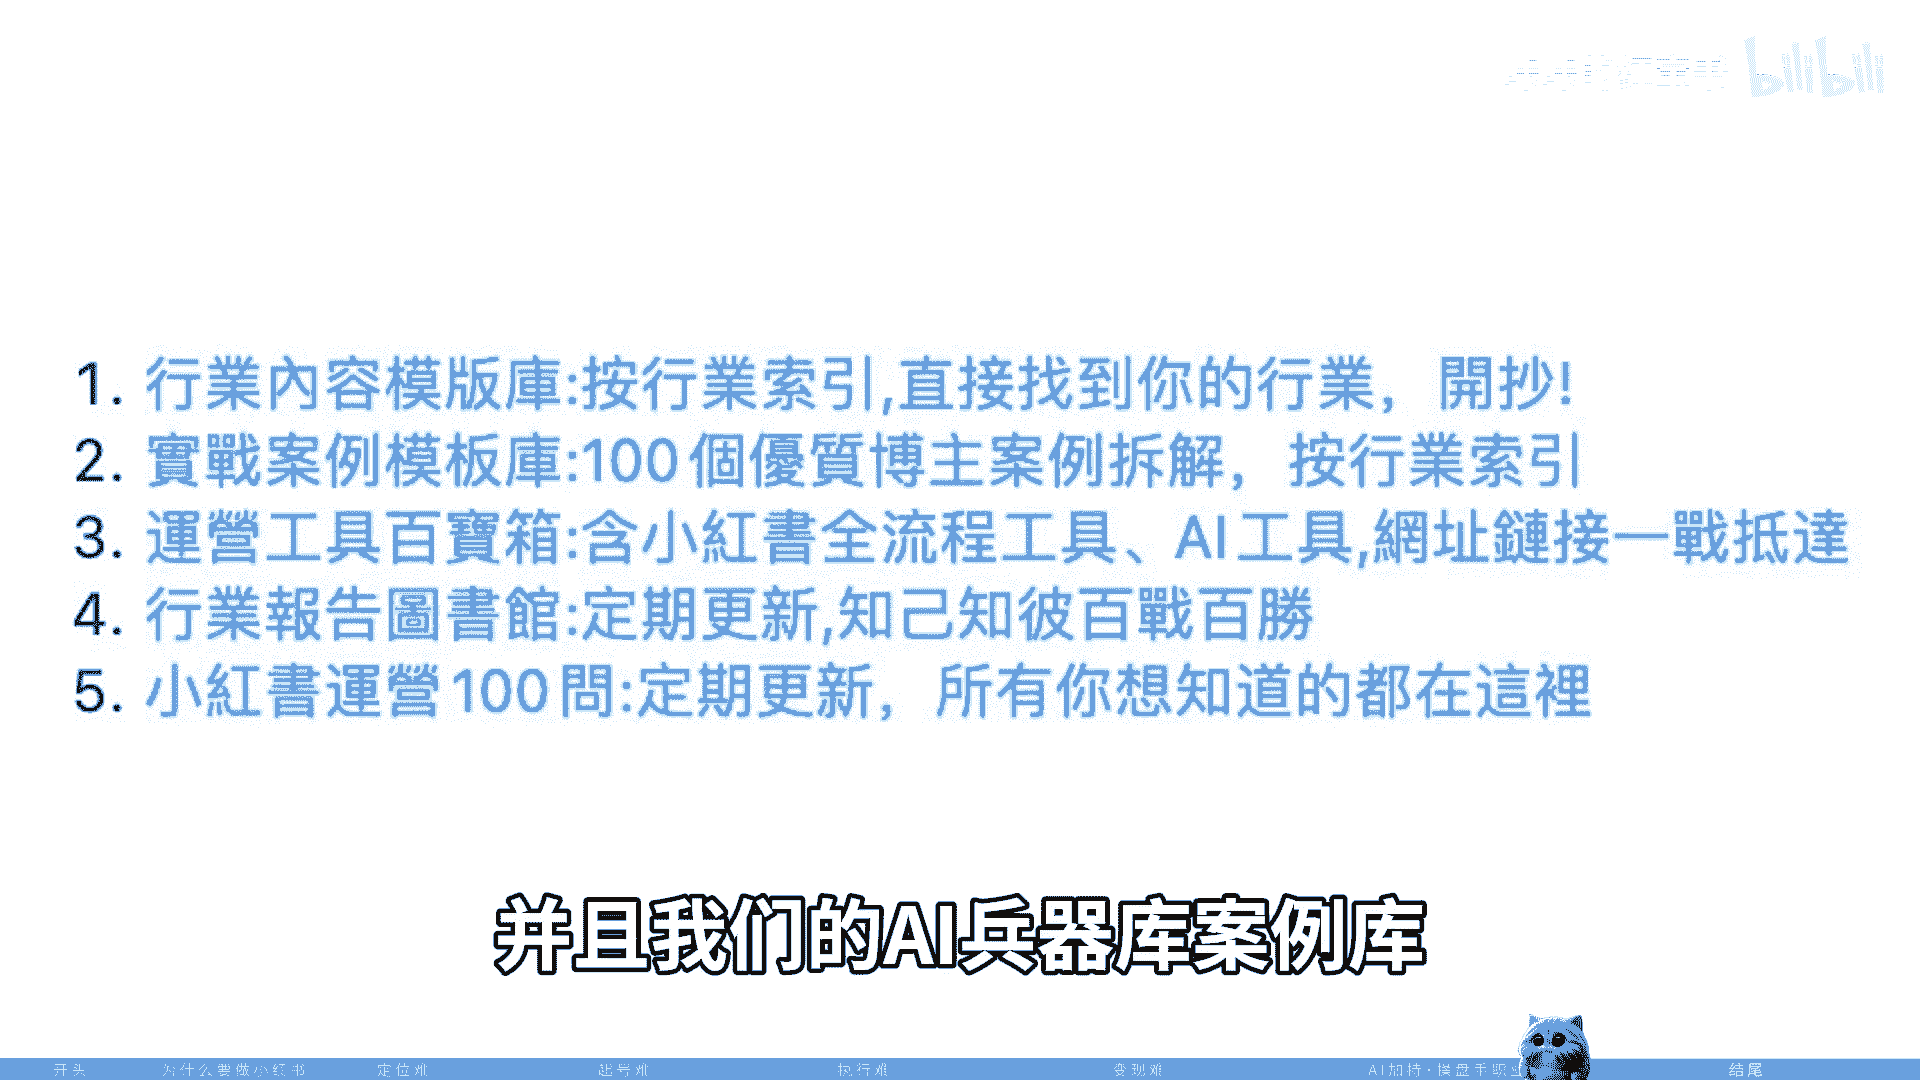 bilibili
1. 行業內容模版庫:按行業索引,直接找到你的行業，開抄!
2. 實戰案例模板庫:100個優質博主案例拆解，按行業索引
3. 運營工具百寶箱:含小紅書全流程工具、AI工具,網址鏈接一戰抵達
4. 行業報告圖書館:定期更新,知己知彼百戰百勝
5. 小紅書運營100問:定期更新，所有你想知道的都在這裡
并且我们的AI兵器库案例库
开头 为什么要做小红书 定位难 起号难 执行难 变现难 AI加持·操盘手职业 结尾